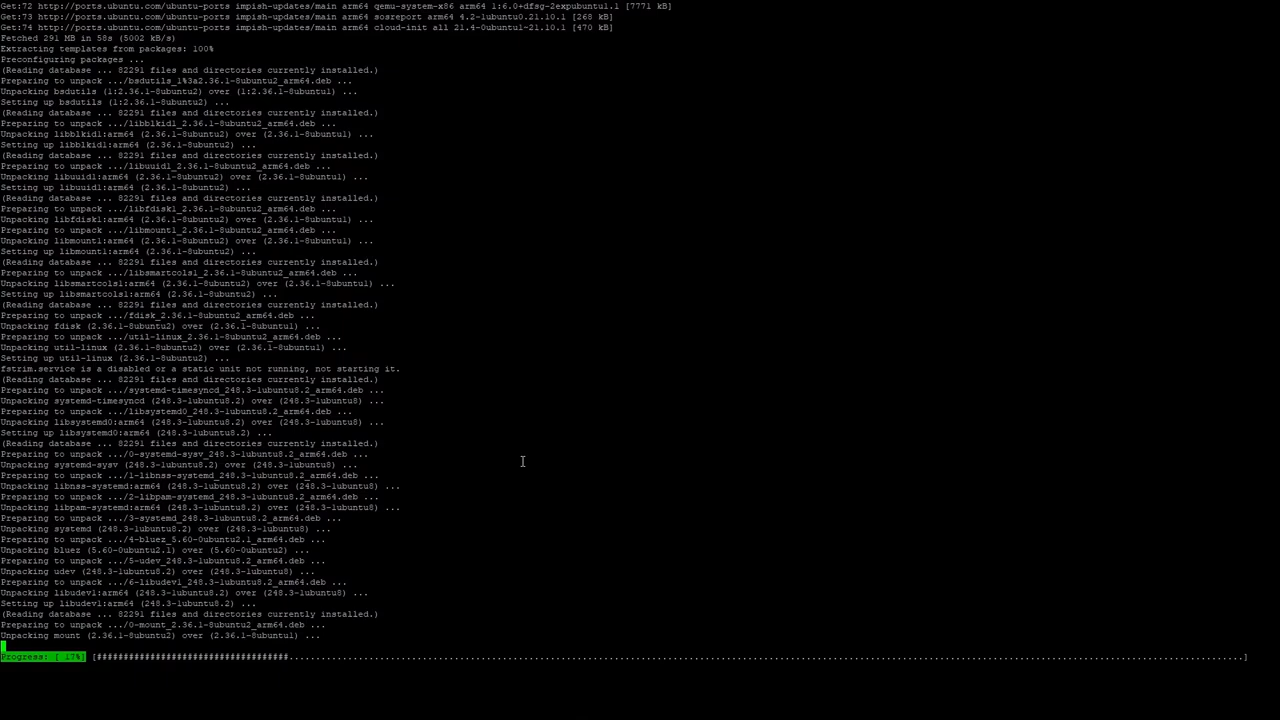 Get:72 http://ports.ubuntu.com/ubuntu-ports impish-updates/main arm64 qemu-system-x86 arm64 1:6.0+dfsg-2expubuntu1.1 [7771 kB]
Get:73 http://ports.ubuntu.com/ubuntu-ports impish-updates/main arm64 sosreport arm64 4.2-1ubuntu0.21.10.1 [268 kB]
Get:74 http://ports.ubuntu.com/ubuntu-ports impish-updates/main arm64 cloud-init all 21.4-0ubuntu1~21.10.1 [470 kB]
Fetched 291 MB in 58s (5002 kB/s)
Extracting templates from packages: 100%
Preconfiguring packages ...
(Reading database ... 82291 files and directories currently installed.)
Preparing to unpack .../bsdutils_1%3a2.36.1-8ubuntu2_arm64.deb ...
Unpacking bsdutils (1:2.36.1-8ubuntu2) over (1:2.36.1-8ubuntu1) ...
Setting up bsdutils (1:2.36.1-8ubuntu2) ...
(Reading database ... 82291 files and directories currently installed.)
Preparing to unpack .../libblkid1_2.36.1-8ubuntu2_arm64.deb ...
Unpacking libblkid1:arm64 (2.36.1-8ubuntu2) over (2.36.1-8ubuntu1) ...
Setting up libblkid1:arm64 (2.36.1-8ubuntu2) ...
(Reading database ... 82291 files and directories currently installed.)
Preparing to unpack .../libuuid1_2.36.1-8ubuntu2_arm64.deb ...
Unpacking libuuid1:arm64 (2.36.1-8ubuntu2) over (2.36.1-8ubuntu1) ...
Setting up libuuid1:arm64 (2.36.1-8ubuntu2) ...
(Reading database ... 82291 files and directories currently installed.)
Preparing to unpack .../libfdisk1_2.36.1-8ubuntu2_arm64.deb ...
Unpacking libfdisk1:arm64 (2.36.1-8ubuntu2) over (2.36.1-8ubuntu1) ...
Preparing to unpack .../libmount1_2.36.1-8ubuntu2_arm64.deb ...
Unpacking libmount1:arm64 (2.36.1-8ubuntu2) over (2.36.1-8ubuntu1) ...
Setting up libmount1:arm64 (2.36.1-8ubuntu2) ...
(Reading database ... 82291 files and directories currently installed.)
Preparing to unpack .../libsmartcols1_2.36.1-8ubuntu2_arm64.deb ...
Unpacking libsmartcols1:arm64 (2.36.1-8ubuntu2) over (2.36.1-8ubuntu1) ...
Setting up libsmartcols1:arm64 (2.36.1-8ubuntu2) ...
(Reading database ... 82291 files and directories currently installed.)
Preparing to unpack .../fdisk_2.36.1-8ubuntu2_arm64.deb ...
Unpacking fdisk (2.36.1-8ubuntu2) over (2.36.1-8ubuntu1) ...
Preparing to unpack .../util-linux_2.36.1-8ubuntu2_arm64.deb ...
Unpacking util-linux (2.36.1-8ubuntu2) over (2.36.1-8ubuntu1) ...
Setting up util-linux (2.36.1-8ubuntu2) ...
fstrim.service is a disabled or a static unit not running, not starting it.
(Reading database ... 82291 files and directories currently installed.)
Preparing to unpack .../systemd-timesyncd_248.3-1ubuntu8.2_arm64.deb ...
Unpacking systemd-timesyncd (248.3-1ubuntu8.2) over (248.3-1ubuntu8) ...
Preparing to unpack .../libsystemd0_248.3-1ubuntu8.2_arm64.deb ...
Unpacking libsystemd0:arm64 (248.3-1ubuntu8.2) over (248.3-1ubuntu8) ...
Setting up libsystemd0:arm64 (248.3-1ubuntu8.2) ...
(Reading database ... 82291 files and directories currently installed.)
Preparing to unpack .../0-systemd-sysv_248.3-1ubuntu8.2_arm64.deb ...
Unpacking systemd-sysv (248.3-1ubuntu8.2) over (248.3-1ubuntu8) ...
Preparing to unpack .../1-libnss-systemd_248.3-1ubuntu8.2_arm64.deb ...
Unpacking libnss-systemd:arm64 (248.3-1ubuntu8.2) over (248.3-1ubuntu8) ...
Preparing to unpack .../2-libpam-systemd_248.3-1ubuntu8.2_arm64.deb ...
Unpacking libpam-systemd:arm64 (248.3-1ubuntu8.2) over (248.3-1ubuntu8) ...
Preparing to unpack .../3-systemd_248.3-1ubuntu8.2_arm64.deb ...
Unpacking systemd (248.3-1ubuntu8.2) over (248.3-1ubuntu8) ...
Preparing to unpack .../4-bluez_5.60-0ubuntu2.1_arm64.deb ...
Unpacking bluez (5.60-0ubuntu2.1) over (5.60-0ubuntu2) ...
Preparing to unpack .../5-udev_248.3-1ubuntu8.2_arm64.deb ...
Unpacking udev (248.3-1ubuntu8.2) over (248.3-1ubuntu8) ...
Preparing to unpack .../6-libudev1_248.3-1ubuntu8.2_arm64.deb ...
Unpacking libudev1:arm64 (248.3-1ubuntu8.2) over (248.3-1ubuntu8) ...
Setting up libudev1:arm64 (248.3-1ubuntu8.2) ...
(Reading database ... 82291 files and directories currently installed.)
Preparing to unpack .../0-mount_2.36.1-8ubuntu2_arm64.deb ...
Unpacking mount (2.36.1-8ubuntu2) over (2.36.1-8ubuntu1) ...
Progress: [ 17%] [####################################..................................................................................................................................................................................]